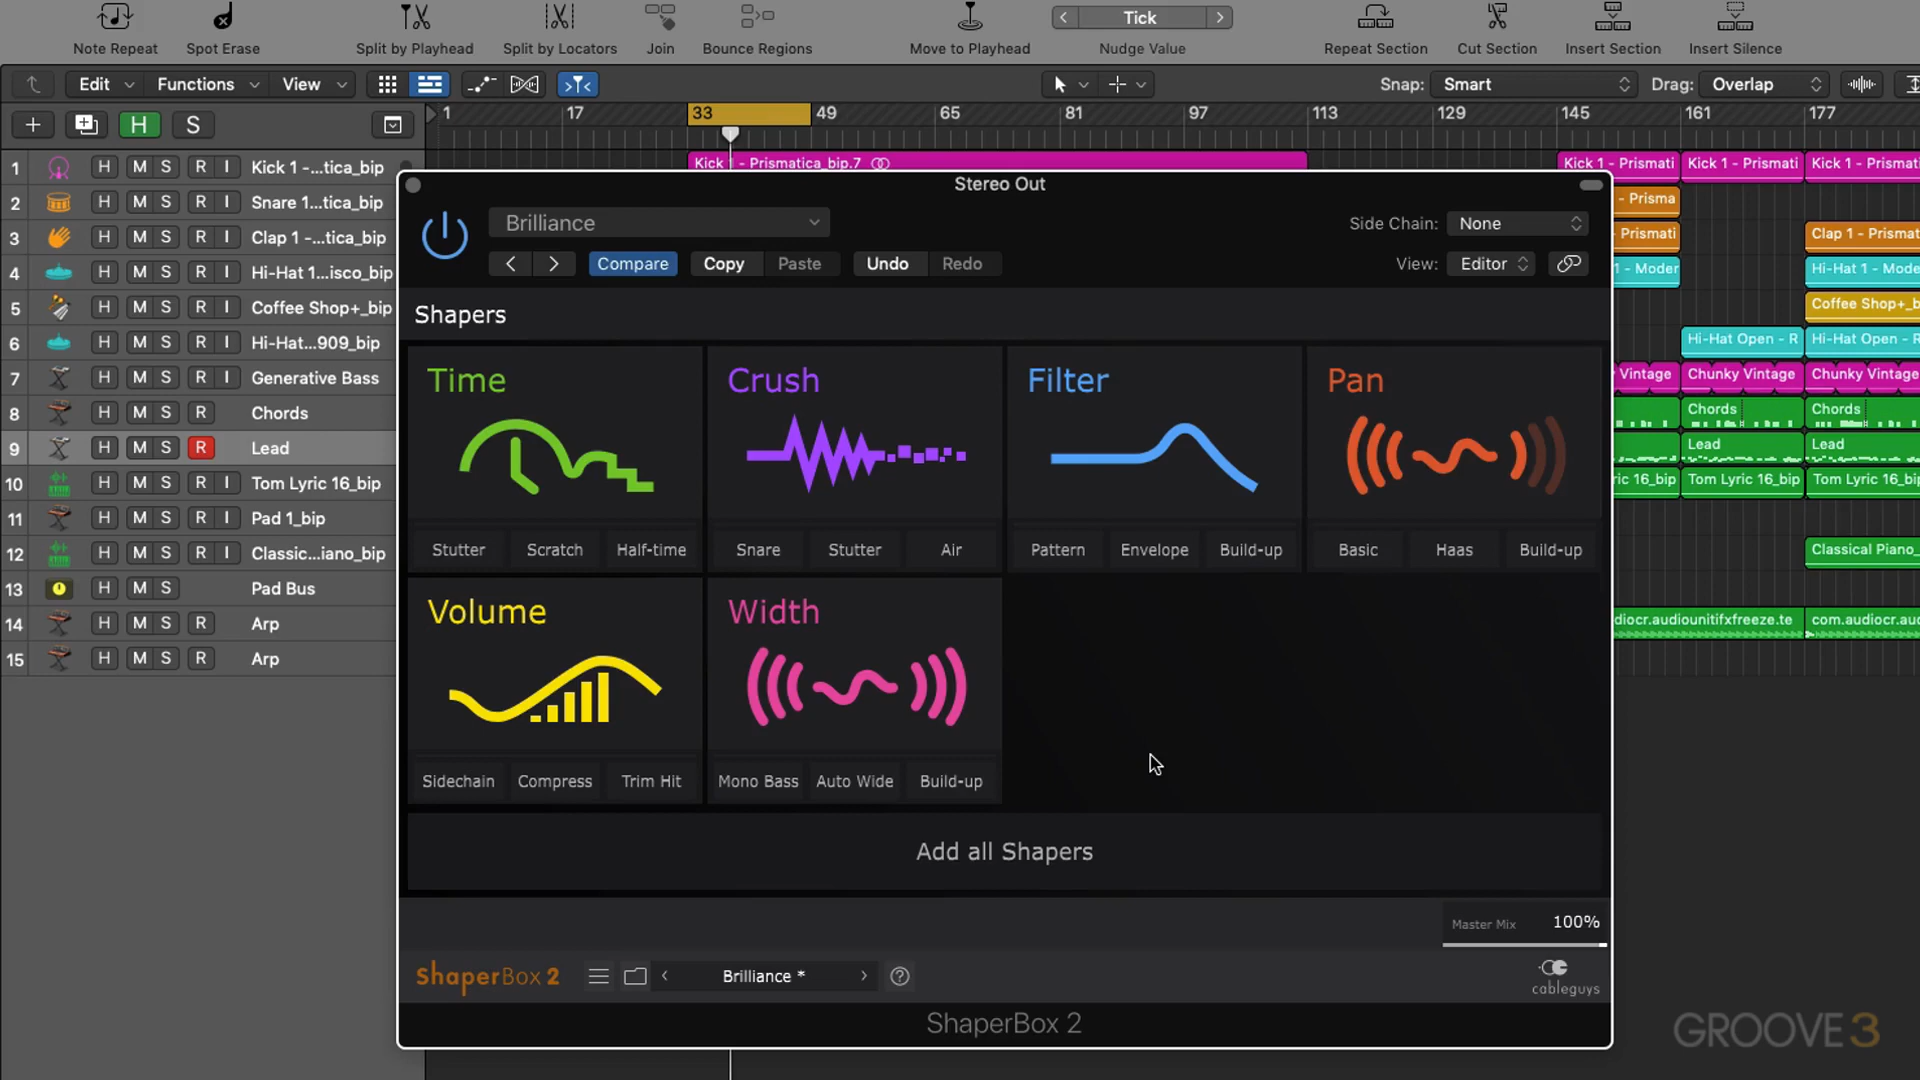 Note Repeat Spot Erase Split by Playhead Split by Locators Join Bounce Regions Move to Playhead Tick Nudge Value Repeat Section Cut Section Insert Section Insert Silence
Edit Functions View Snap: Smart Drag: Overlap
H S 1 17 33 49 65 81 97 113 129 145 161 177
1 H M S R I Kick 1 -...tica_bip Kick 1 - Prismatica_bip.7 Kick 1 - Prismati Kick 1 - Prismati Kick 1 - Prismati
Stereo Out
2 H M S R I Snare 1...tica_bip - Prisma
Brilliance Side Chain: None
3 H M S R I Clap 1 -...tica_bip Prismati Clap 1 - Prismat
4 H M S R I Hi-Hat 1...isco_bip 1 - Moder Hi-Hat 1 - Mode
Compare Copy Paste Undo Redo View: Editor
5 H M S R I Coffee Shop+_bip Coffee Shop+_b
Shapers
6 H M S R I Hi-Hat...909_bip Hi-Hat Open - R Hi-Hat Open - R
7 H M S R I Generative Bass Vintage Chunky Vintage Chunky Vintage
Time Crush Filter Pan
8 H M S R Chords Chords Chords
9 H M S R Lead Lead Lead
10 H M S R I Tom Lyric 16_bip ric 16_bip Tom Lyric 16_bip Tom Lyric 16_bip
11 H M S R I Pad 1_bip
12 H M S R I Classic...iano_bip Classical Piano_
Stutter Scratch Half-time Snare Stutter Air Pattern Envelope Build-up Basic Haas Build-up
13 H M S Pad Bus
Volume Width
14 H M S R Arp diocr.audiounitifxfreeze.te com.audiocr.aud
15 H M S R Arp
Sidechain Compress Trim Hit Mono Bass Auto Wide Build-up
Add all Shapers
Master Mix 100%
ShaperBox 2 Brilliance * ? cableguys
ShaperBox 2
GROOVE 3